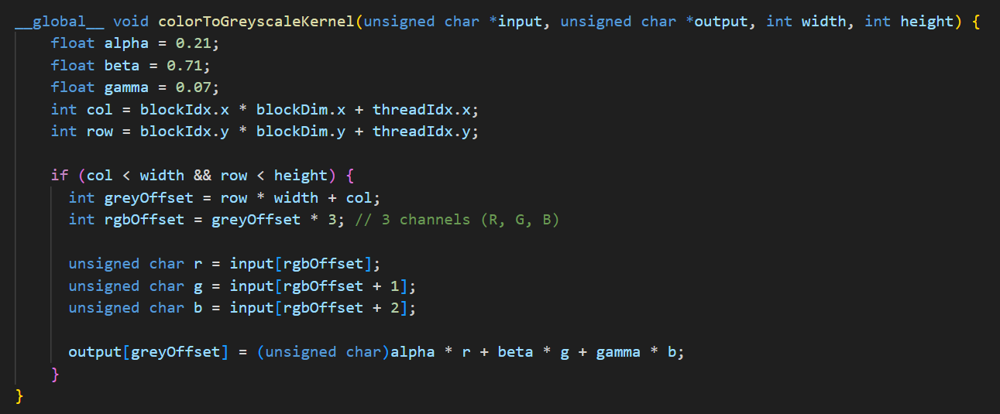 __global__ void colorToGreyscaleKernel(unsigned char *input, unsigned char *output, int width, int height) {
    float alpha = 0.21;
    float beta = 0.71;
    float gamma = 0.07;
    int col = blockIdx.x * blockDim.x + threadIdx.x;
    int row = blockIdx.y * blockDim.y + threadIdx.y;

    if (col < width && row < height) {
      int greyOffset = row * width + col;
      int rgbOffset = greyOffset * 3; // 3 channels (R, G, B)

      unsigned char r = input[rgbOffset];
      unsigned char g = input[rgbOffset + 1];
      unsigned char b = input[rgbOffset + 2];

      output[greyOffset] = (unsigned char)alpha * r + beta * g + gamma * b;
    }
}